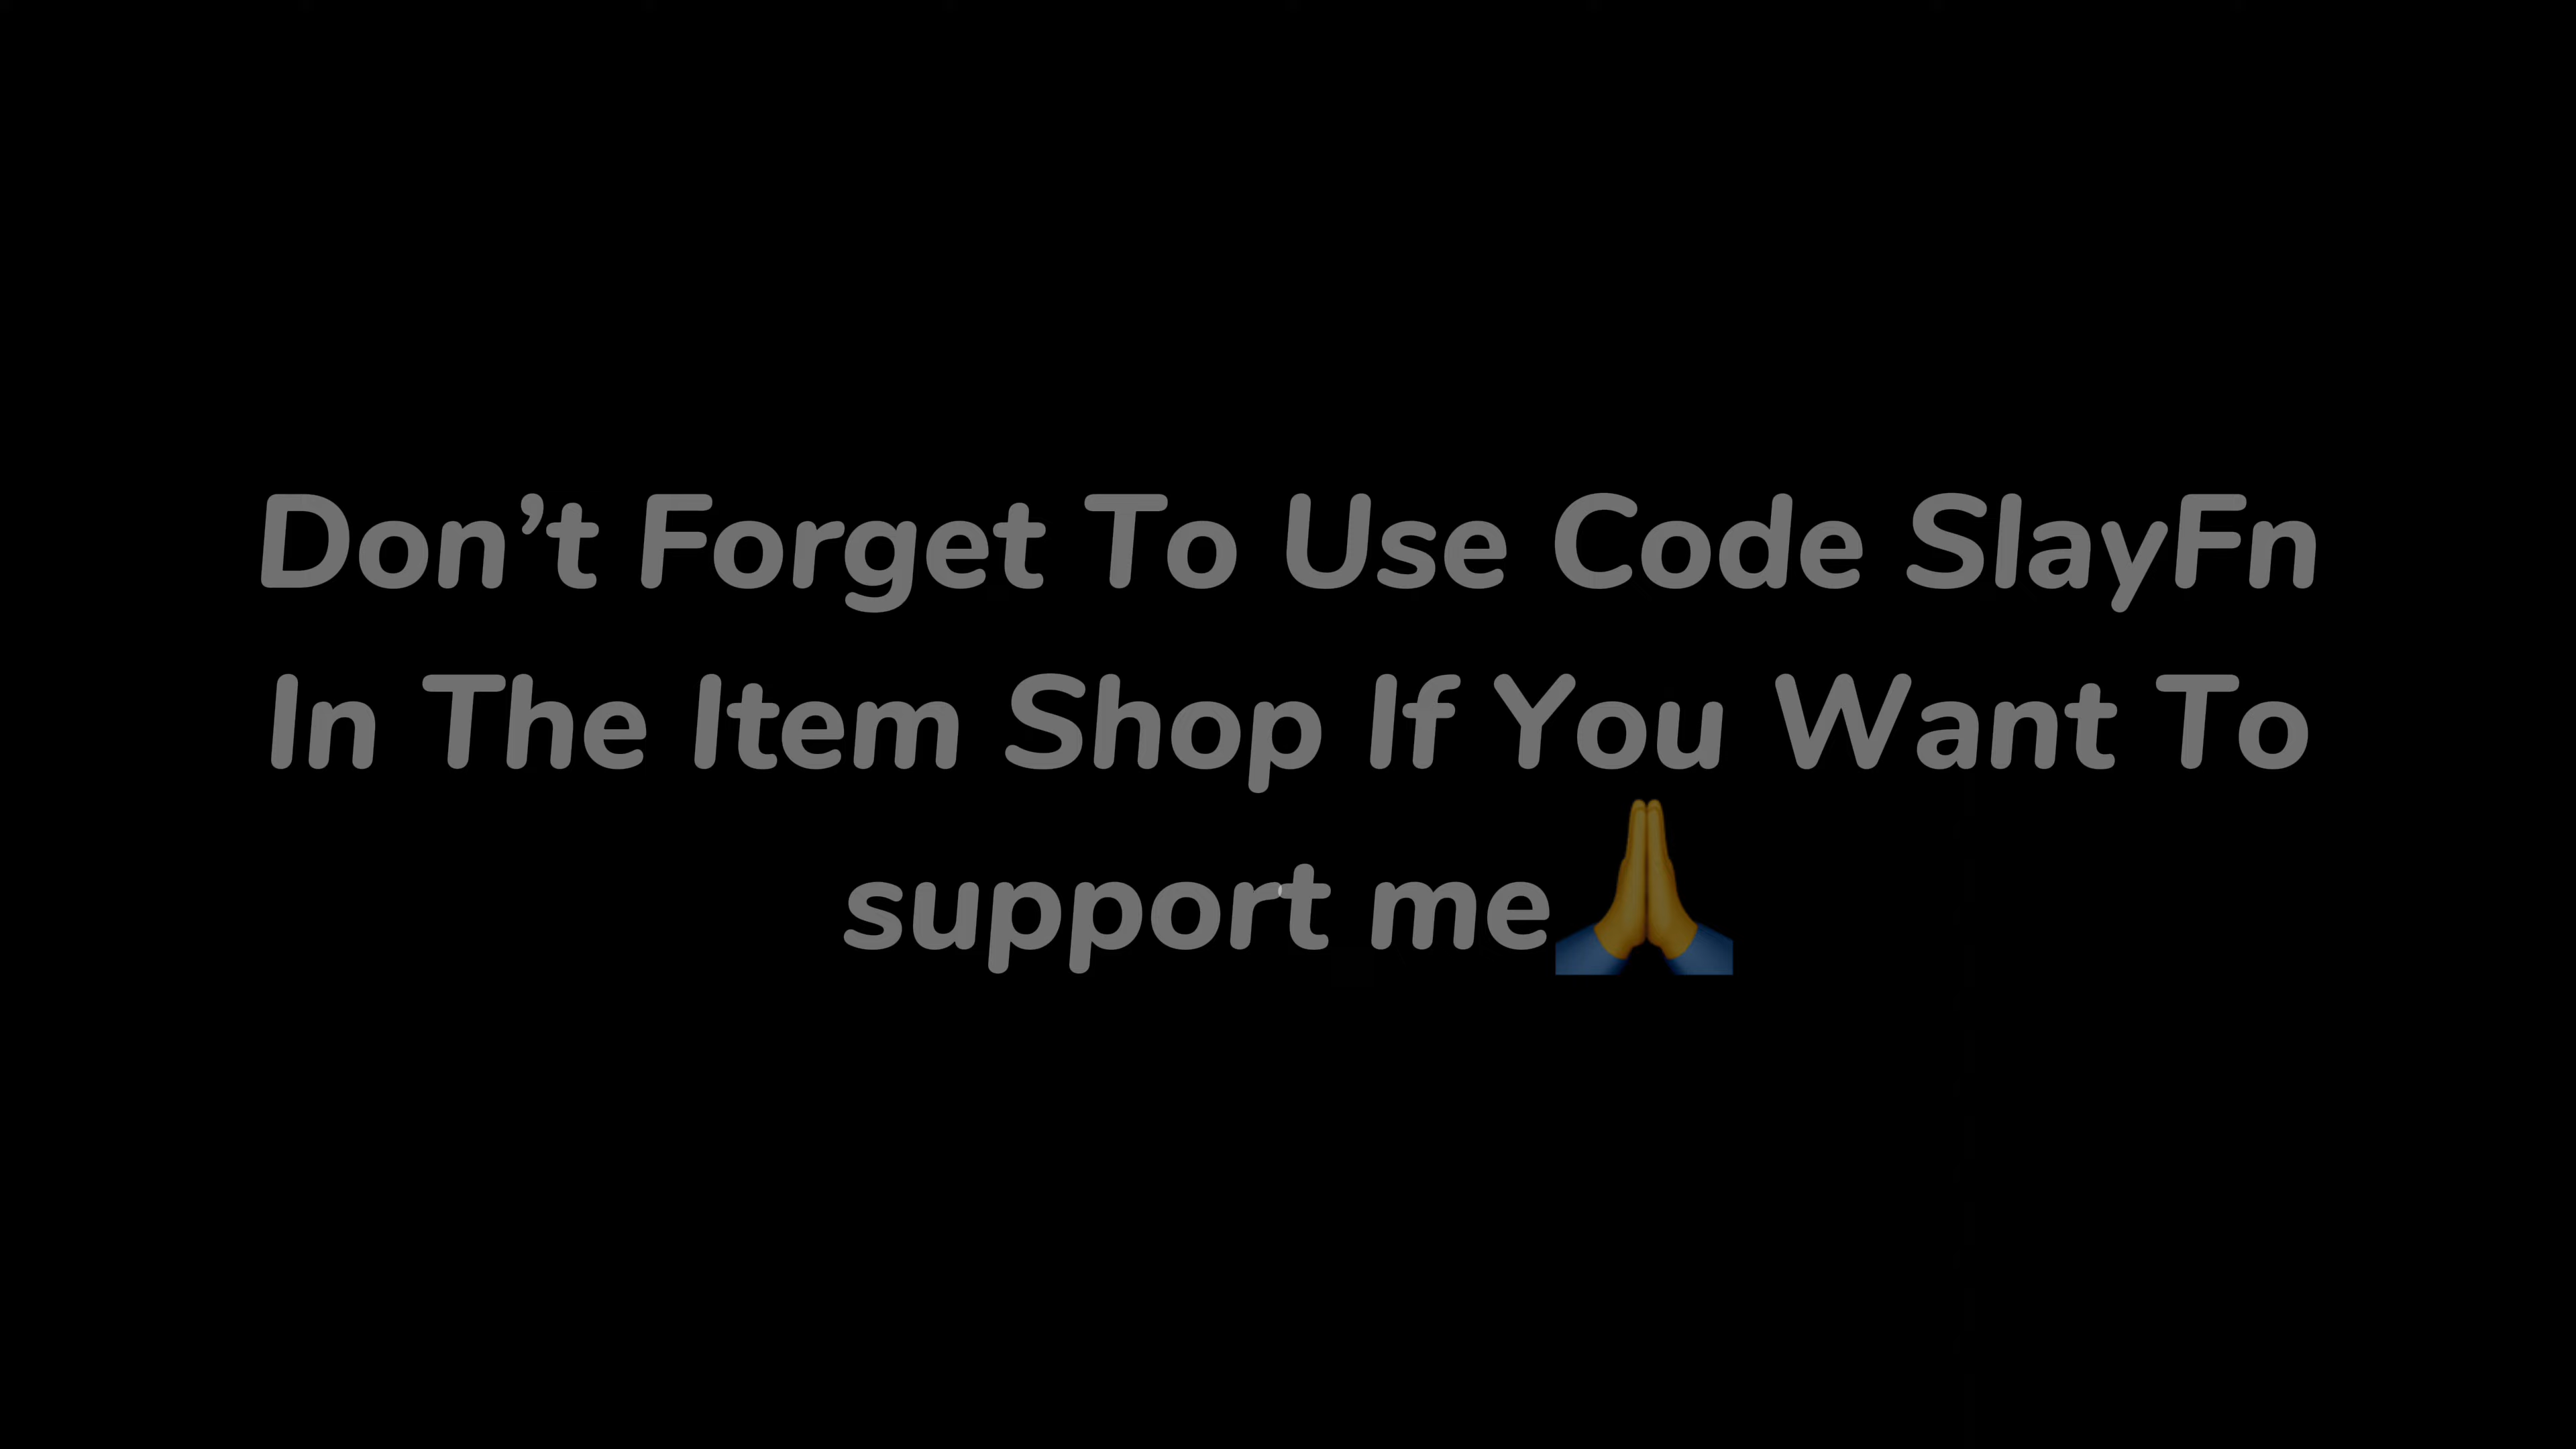 Don’t Forget To Use Code SlayFn
In The Item Shop If You Want To
support me🙏